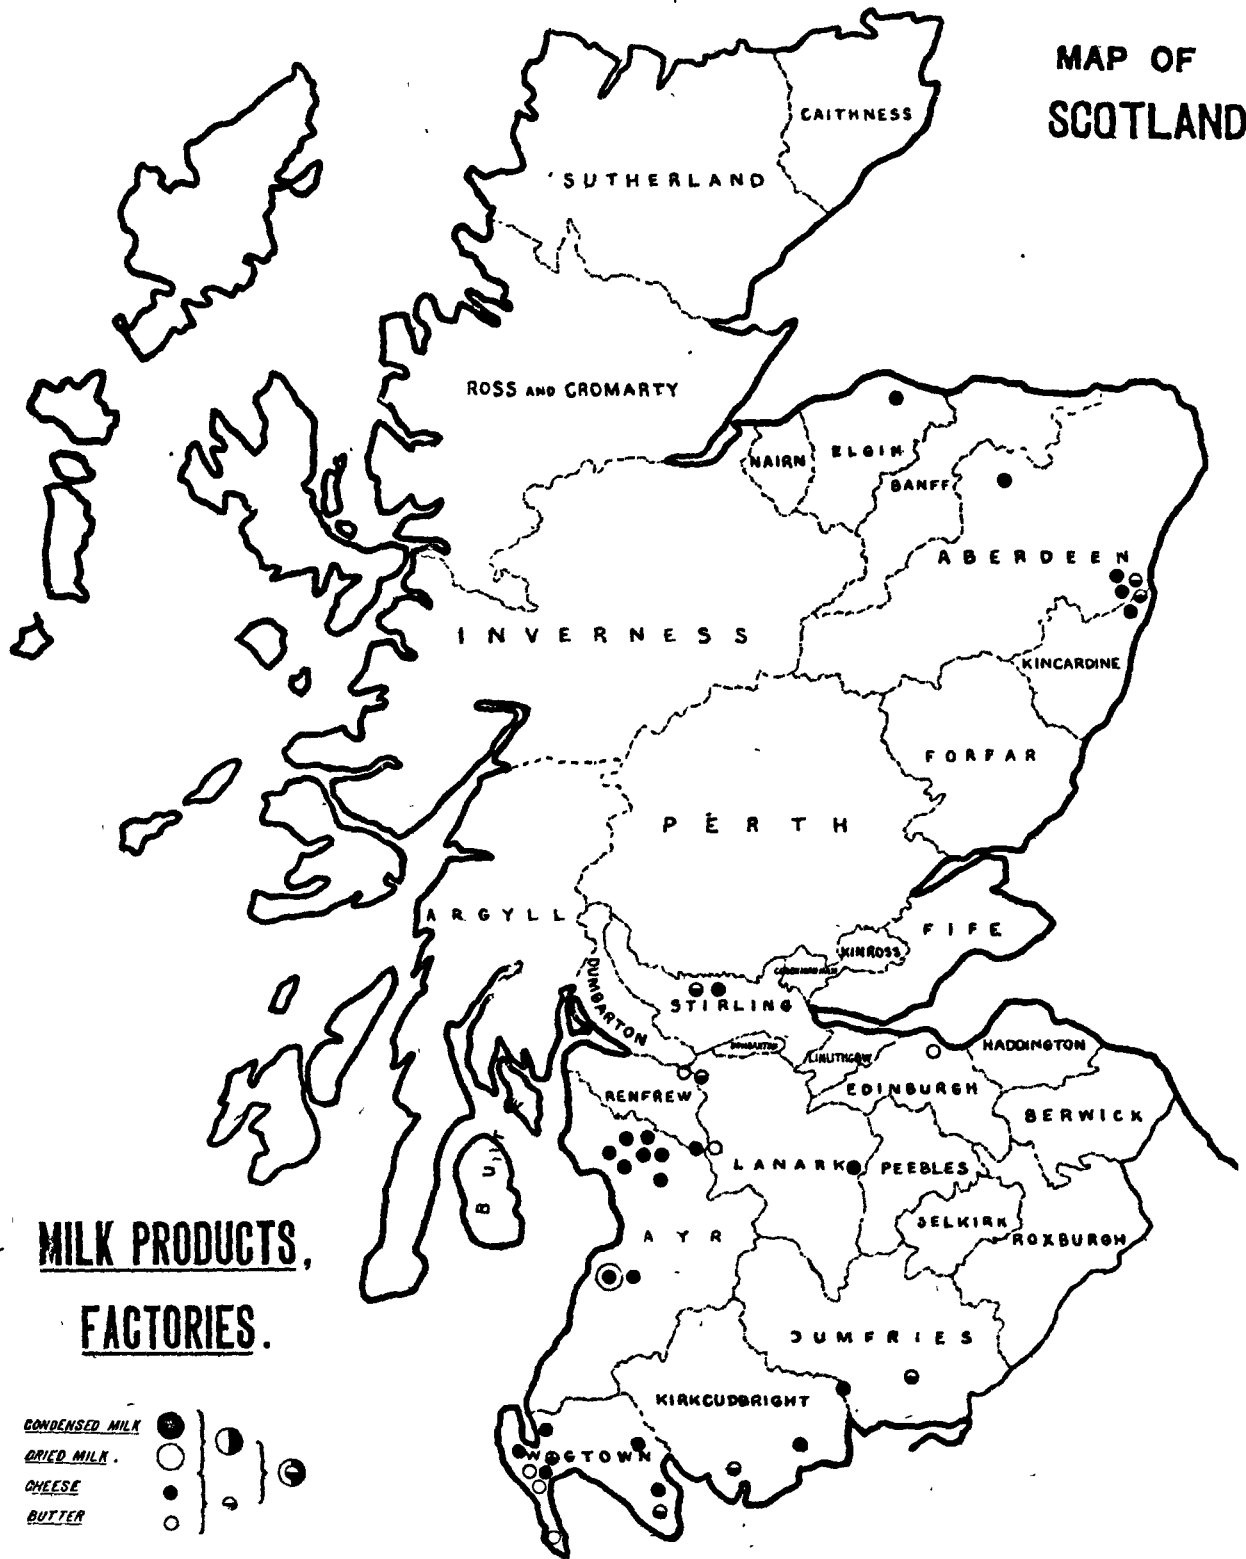 MAP OF
SCOTLAND
CAITHNESS
SUTHERLAND
ROSS AND CROMARTY
NAIRN
ELGIN
BANFF
ABERDEEN
INVERNESS
KINCARDINE
FORFAR
PERTH
ARGYLL
FIFE
KINROSS
DUMBARTON
STIRLING
LINLITHGOW
HADDINGTON
RENFREW
EDINBURGH
BERWICK
BUTE
LANARK
PEEBLES
SELKIRK
ROXBURGH
AYR
MILK PRODUCTS,
FACTORIES.
DUMFRIES
KIRKCUDBRIGHT
WIGTOWN
CONDENSED MILK
DRIED MILK.
CHEESE
BUTTER